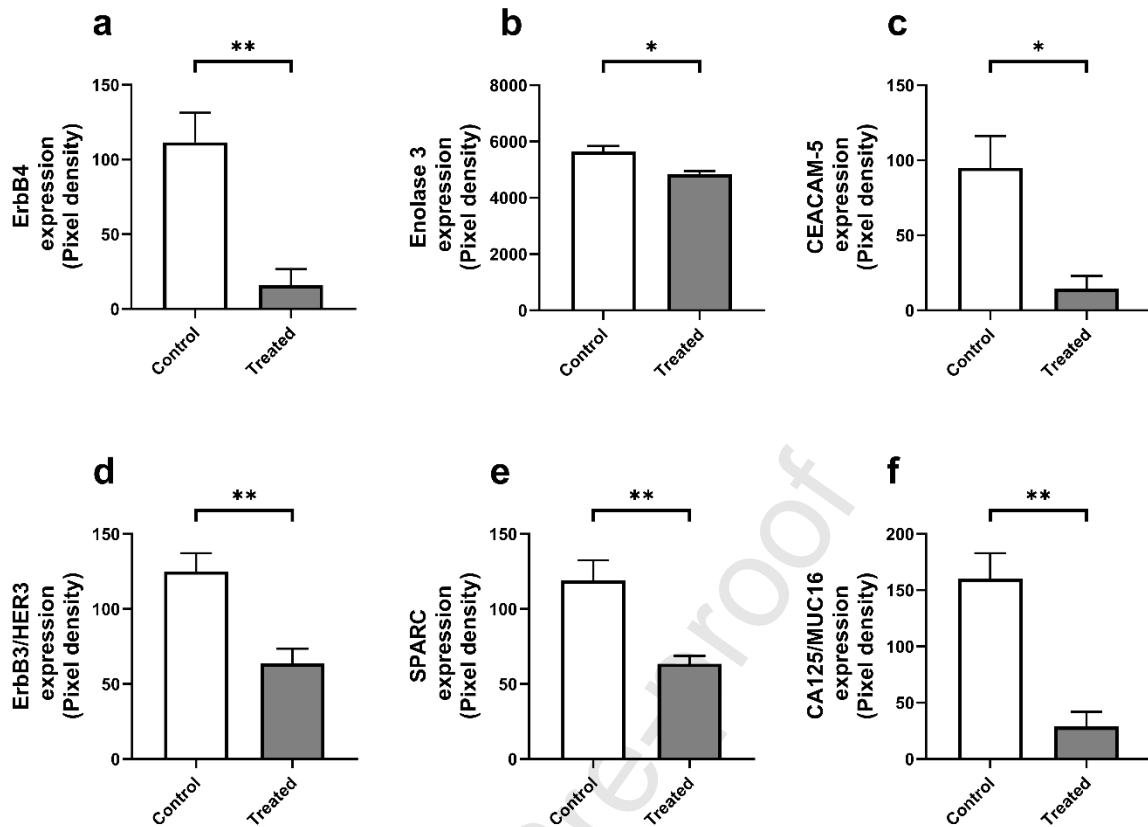 a
**
ErbB4
expression
(Pixel density)
150
100
50
0
Control
Treated
b
*
Enolase 3
expression
(Pixel density)
8000
6000
4000
2000
0
Control
Treated
c
*
CEACAM-5
expression
(Pixel density)
150
100
50
0
Control
Treated
d
**
ErbB3/HER3
expression
(Pixel density)
150
100
50
0
Control
Treated
e
**
SPARC
expression
(Pixel density)
150
100
50
0
Control
Treated
f
**
CA125/MUC16
expression
(Pixel density)
200
150
100
50
0
Control
Treated
re-proof